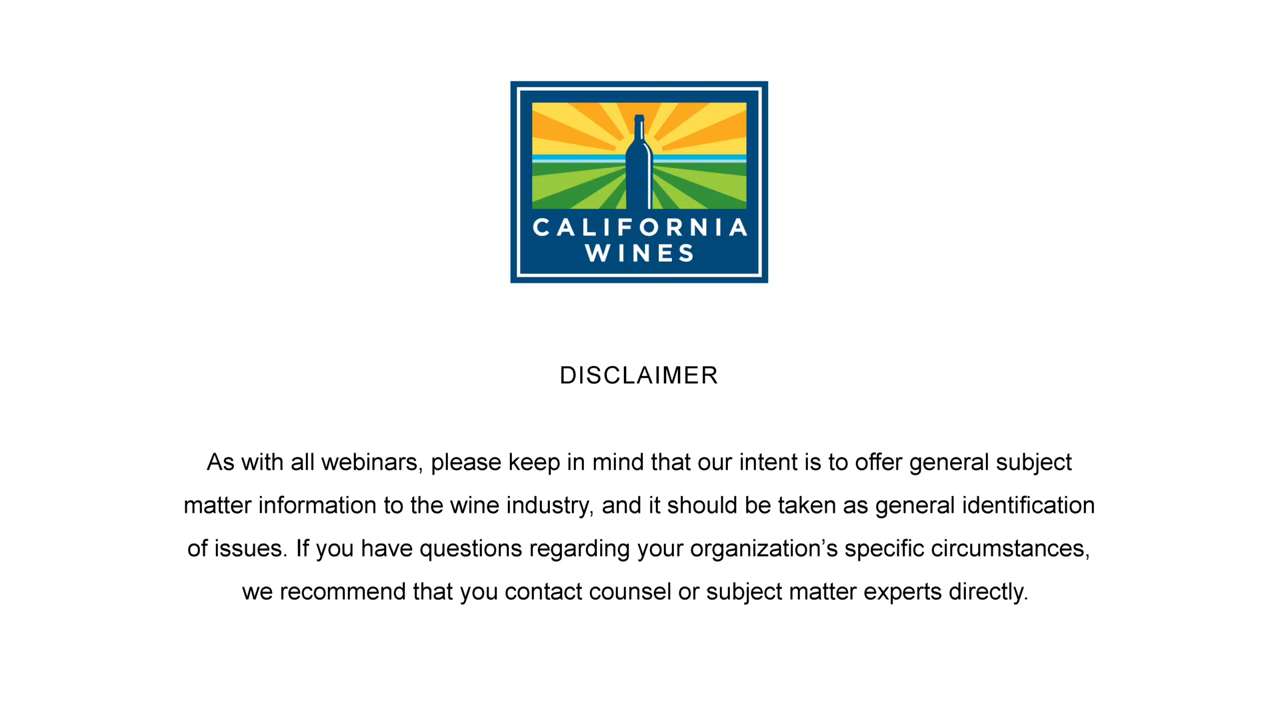 CALIFORNIA
WINES
DISCLAIMER
As with all webinars, please keep in mind that our intent is to offer general subject
matter information to the wine industry, and it should be taken as general identification
of issues. If you have questions regarding your organization’s specific circumstances,
we recommend that you contact counsel or subject matter experts directly.